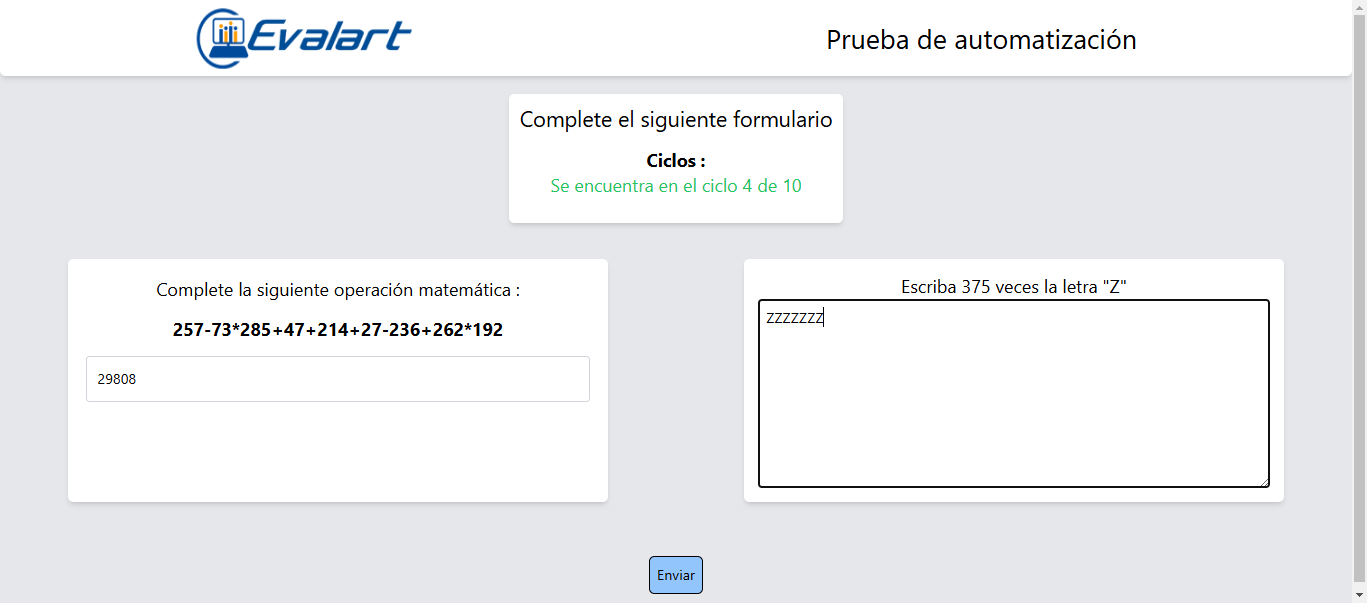 Evalart
Prueba de automatización
Complete el siguiente formulario
Ciclos :
Se encuentra en el ciclo 4 de 10
Complete la siguiente operación matemática :
257-73*285+47+214+27-236+262*192
29808
Escriba 375 veces la letra "Z"
ZZZZZZZ
Enviar